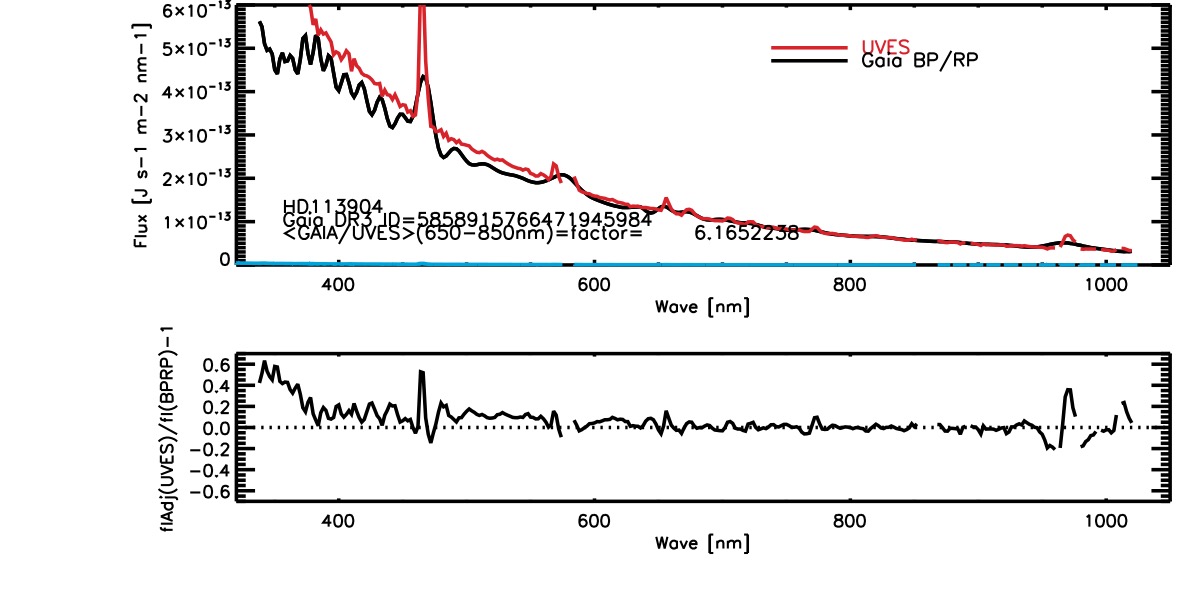 6×10⁻¹³
5×10⁻¹³
4×10⁻¹³
3×10⁻¹³
2×10⁻¹³
1×10⁻¹³
0
Flux [J s−1 m−2 nm−1]
UVES
Gaia BP/RP
HD113904
Gaia DR3 ID=5858915766471945984
<GAIA/UVES>(650−850nm)=factor= 6.1652238
400 600 800 1000
Wave [nm]
flAdj(UVES)/fl(BPRP)−1
0.6
0.4
0.2
0.0
−0.2
−0.4
−0.6
400 600 800 1000
Wave [nm]